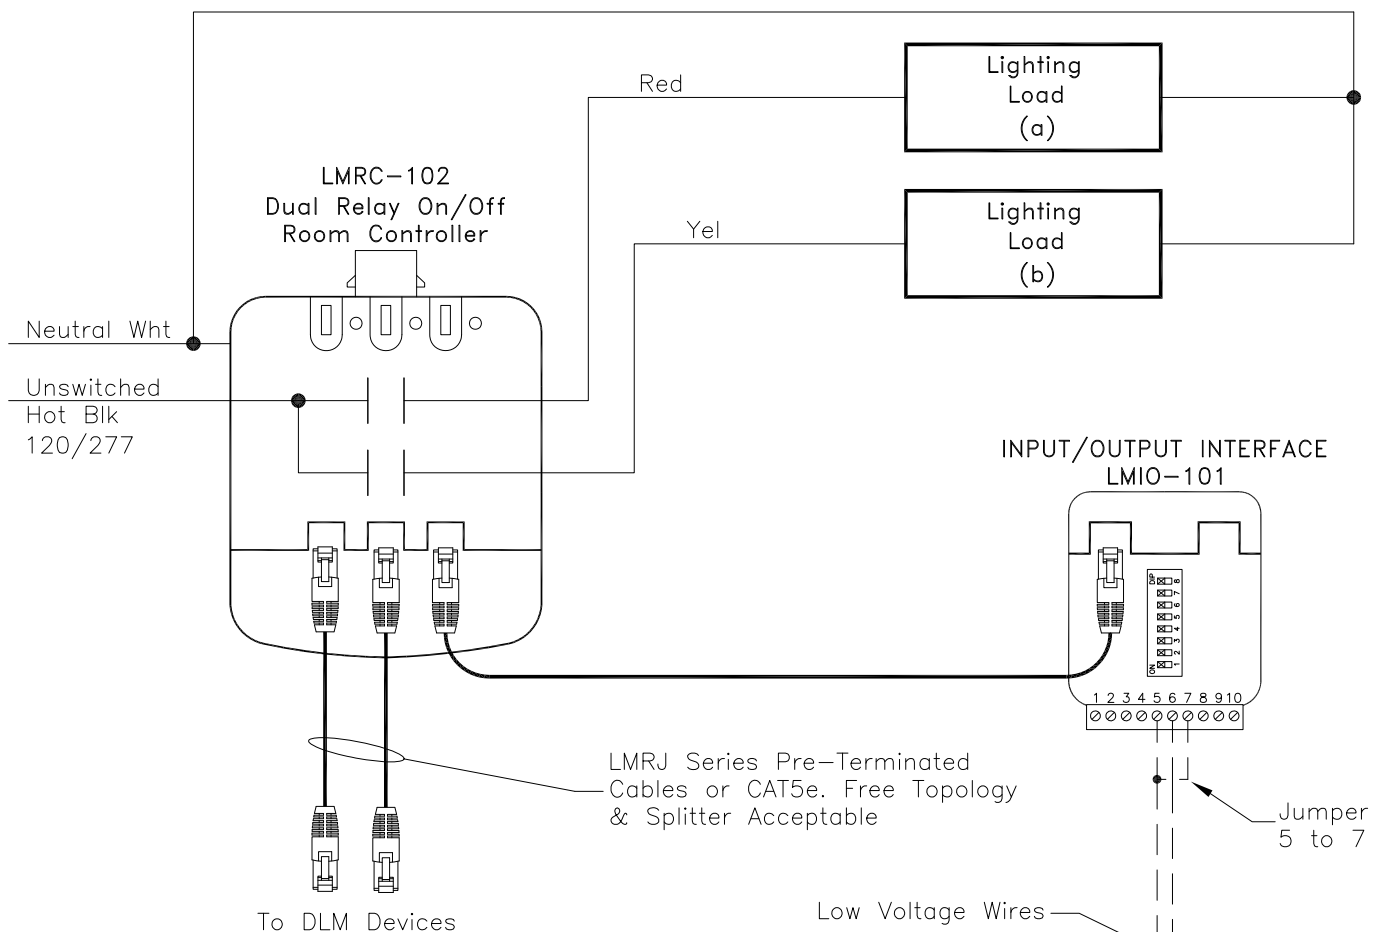 Red
Lighting
Load
(a)
LMRC-102
Dual Relay On/Off
Room Controller
Yel
Lighting
Load
(b)
Neutral Wht
Unswitched
Hot Blk
120/277
INPUT/OUTPUT INTERFACE
LMIO-101
DIP
8
7
6
5
4
3
2
1
ON
1 2 3 4 5 6 7 8 9 10
LMRJ Series Pre-Terminated
Cables or CAT5e. Free Topology
& Splitter Acceptable
Jumper
5 to 7
To DLM Devices
Low Voltage Wires